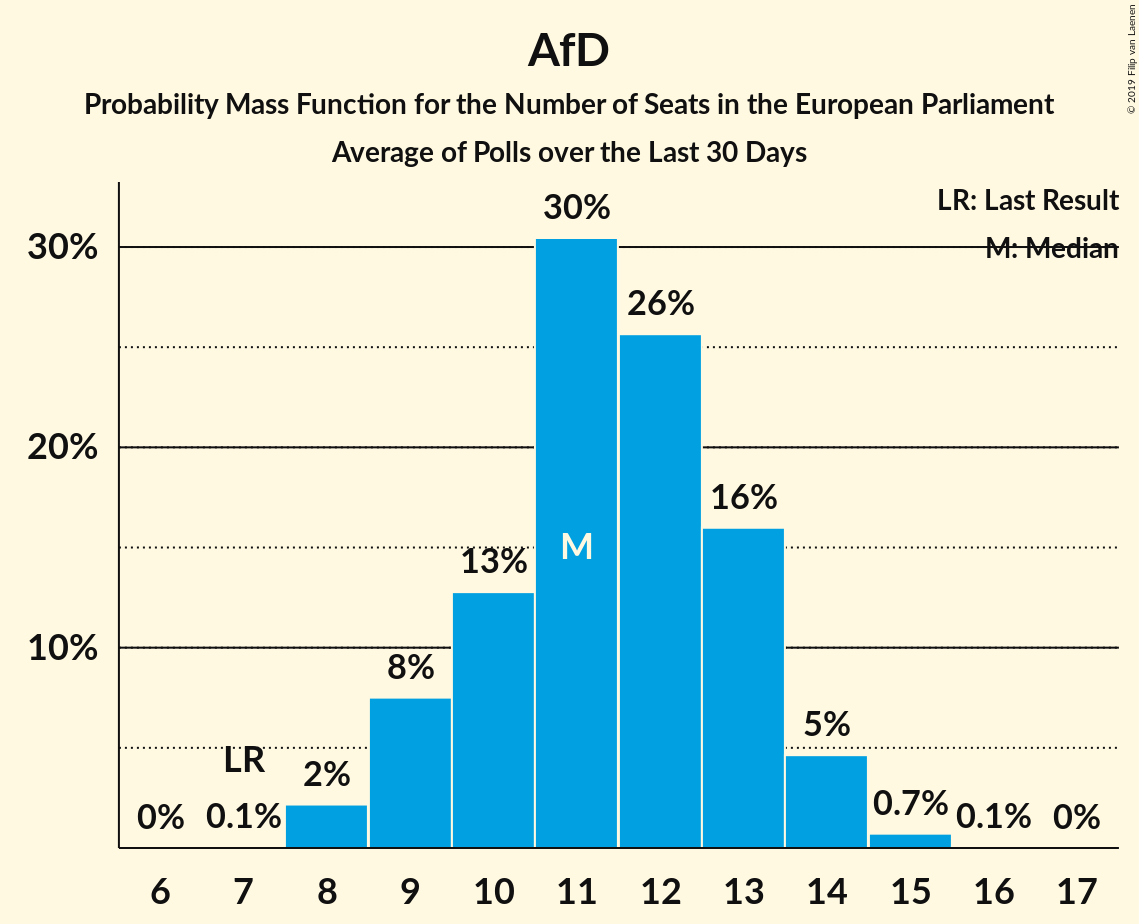 AfD
Probability Mass Function for the Number of Seats in the European Parliament
Average of Polls over the Last 30 Days
© 2019 Filip van Laenen
LR: Last Result
M: Median
30%
20%
10%
0%
0.1%
LR
2%
8%
13%
30%
M
26%
16%
5%
0.7%
0.1%
0%
6 7 8 9 10 11 12 13 14 15 16 17